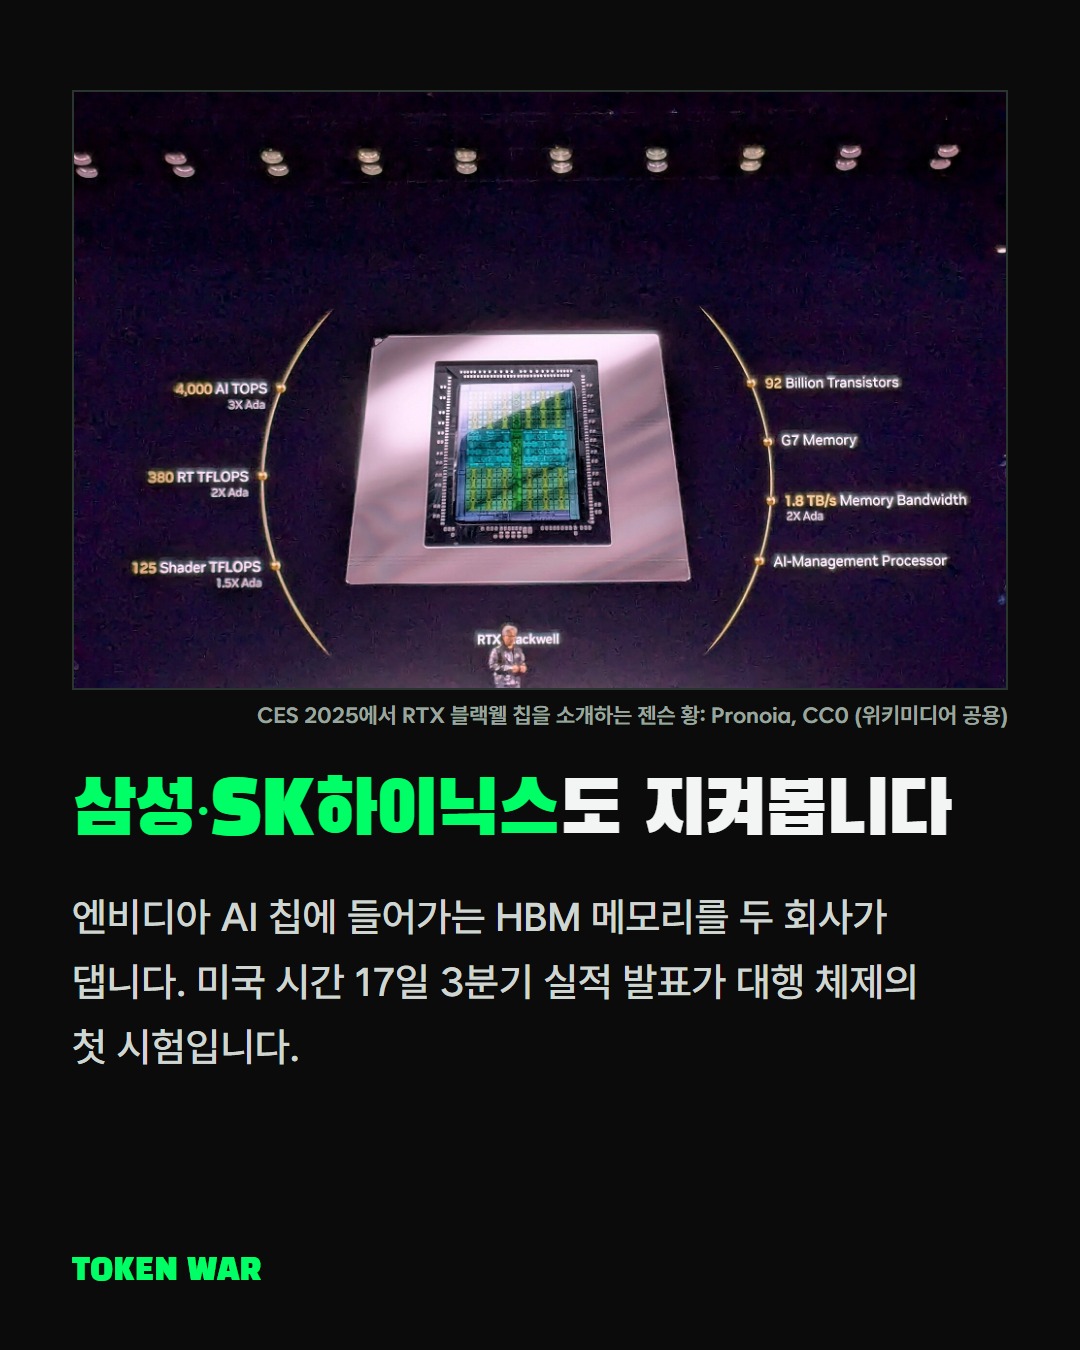 4,000 AI TOPS
3X Ada
380 RT TFLOPS
2X Ada
125 Shader TFLOPS
1.5X Ada
92 Billion Transistors
G7 Memory
1.8 TB/s Memory Bandwidth
2X Ada
AI-Management Processor
RTX ackwell
CES 2025에서 RTX 블랙웰 칩을 소개하는 젠슨 황: Pronoia, CC0 (위키미디어 공용)
삼성·SK하이닉스도 지켜봅니다
엔비디아 AI 칩에 들어가는 HBM 메모리를 두 회사가
댑니다. 미국 시간 17일 3분기 실적 발표가 대행 체제의
첫 시험입니다.
TOKEN WAR